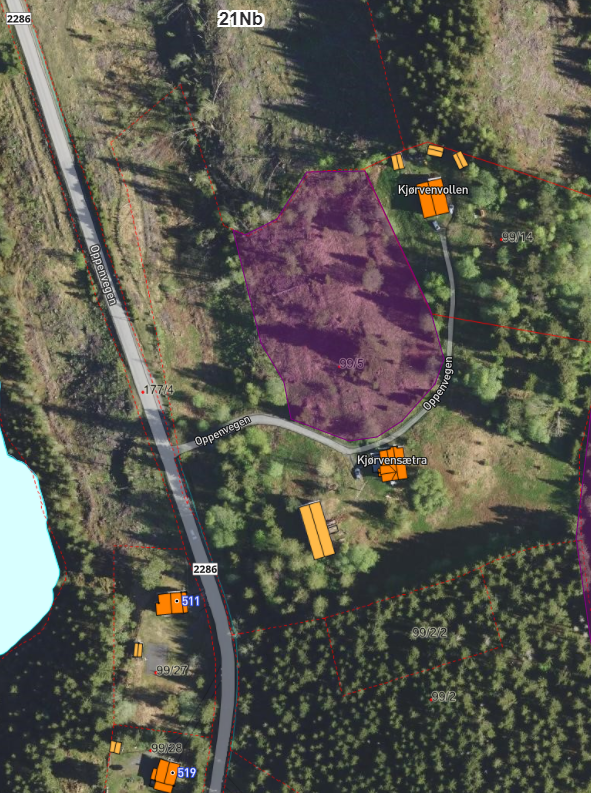 2286
21Nb
Kjørvenvollen
99/14
Oppenvegen
99/5
177/4
Oppenvegen
Oppenvegen
Kjørvensætra
2286
511
99/2/2
99/27
99/2
99/28
519